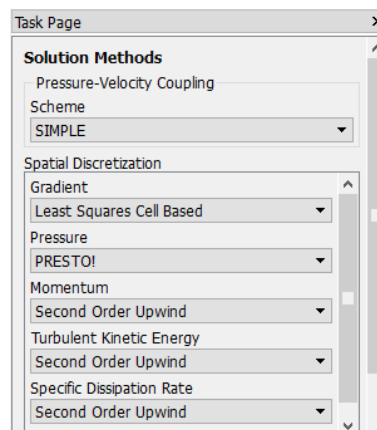 Task Page
Solution Methods
Pressure-Velocity Coupling
Scheme
SIMPLE
Spatial Discretization
Gradient
Least Squares Cell Based
Pressure
PRESTO!
Momentum
Second Order Upwind
Turbulent Kinetic Energy
Second Order Upwind
Specific Dissipation Rate
Second Order Upwind